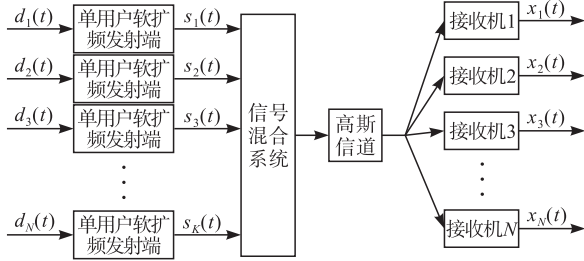 d₁(t) 单用户软扩频发射端 s₁(t)
d₂(t) 单用户软扩频发射端 s₂(t)
d₃(t) 单用户软扩频发射端 s₃(t)
d_N(t) 单用户软扩频发射端 s_K(t)
信号混合系统
高斯信道
接收机1 x₁(t)
接收机2 x₂(t)
接收机3 x₃(t)
接收机N x_N(t)